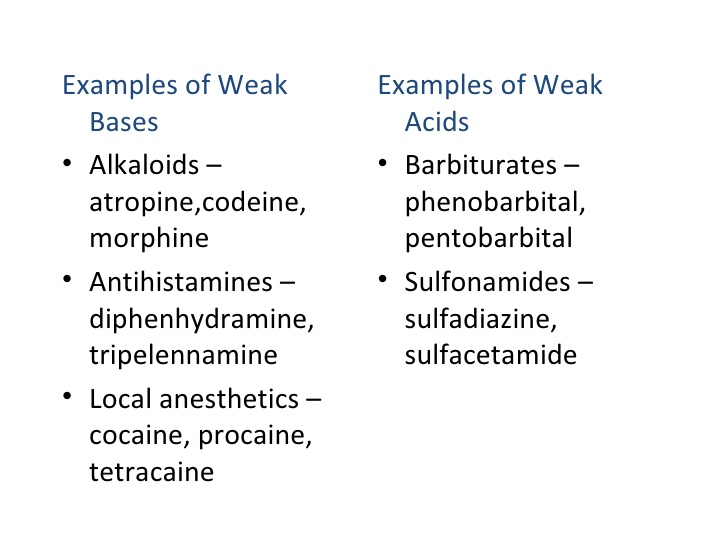 Examples of Weak
Bases
• Alkaloids –
atropine,codeine,
morphine
• Antihistamines –
diphenhydramine,
tripelennamine
• Local anesthetics –
cocaine, procaine,
tetracaine
Examples of Weak
Acids
• Barbiturates –
phenobarbital,
pentobarbital
• Sulfonamides –
sulfadiazine,
sulfacetamide